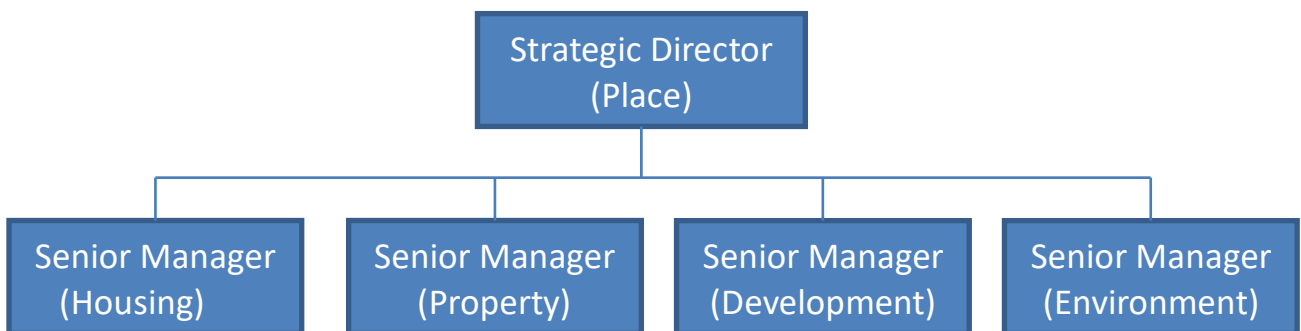 Strategic Director
(Place)
Senior Manager
(Housing)
Senior Manager
(Property)
Senior Manager
(Development)
Senior Manager
(Environment)